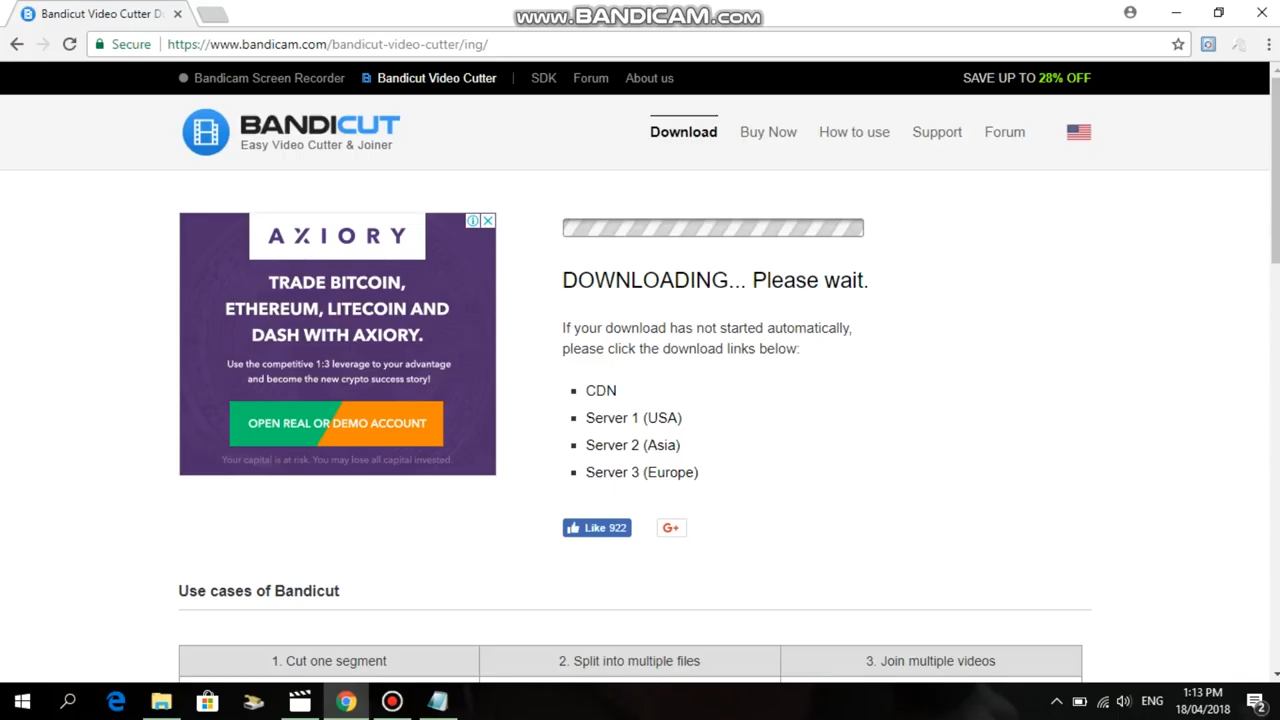 Bandicut Video Cutter D
www.BANDICAM.com
Secure
https://www.bandicam.com/bandicut-video-cutter/ing/
Bandicam Screen Recorder
Bandicut Video Cutter
SDK
Forum
About us
SAVE UP TO 28% OFF
BANDICUT
Easy Video Cutter & Joiner
Download
Buy Now
How to use
Support
Forum
AXIORY
TRADE BITCOIN,
ETHEREUM, LITECOIN AND
DASH WITH AXIORY.
Use the competitive 1:3 leverage to your advantage
and become the new crypto success story!
OPEN REAL OR DEMO ACCOUNT
Your capital is at risk. You may lose all capital invested.
DOWNLOADING... Please wait.
If your download has not started automatically,
please click the download links below:
CDN
Server 1 (USA)
Server 2 (Asia)
Server 3 (Europe)
Like 922
G+
Use cases of Bandicut
1. Cut one segment
2. Split into multiple files
3. Join multiple videos
ENG
1:13 PM
18/04/2018
2